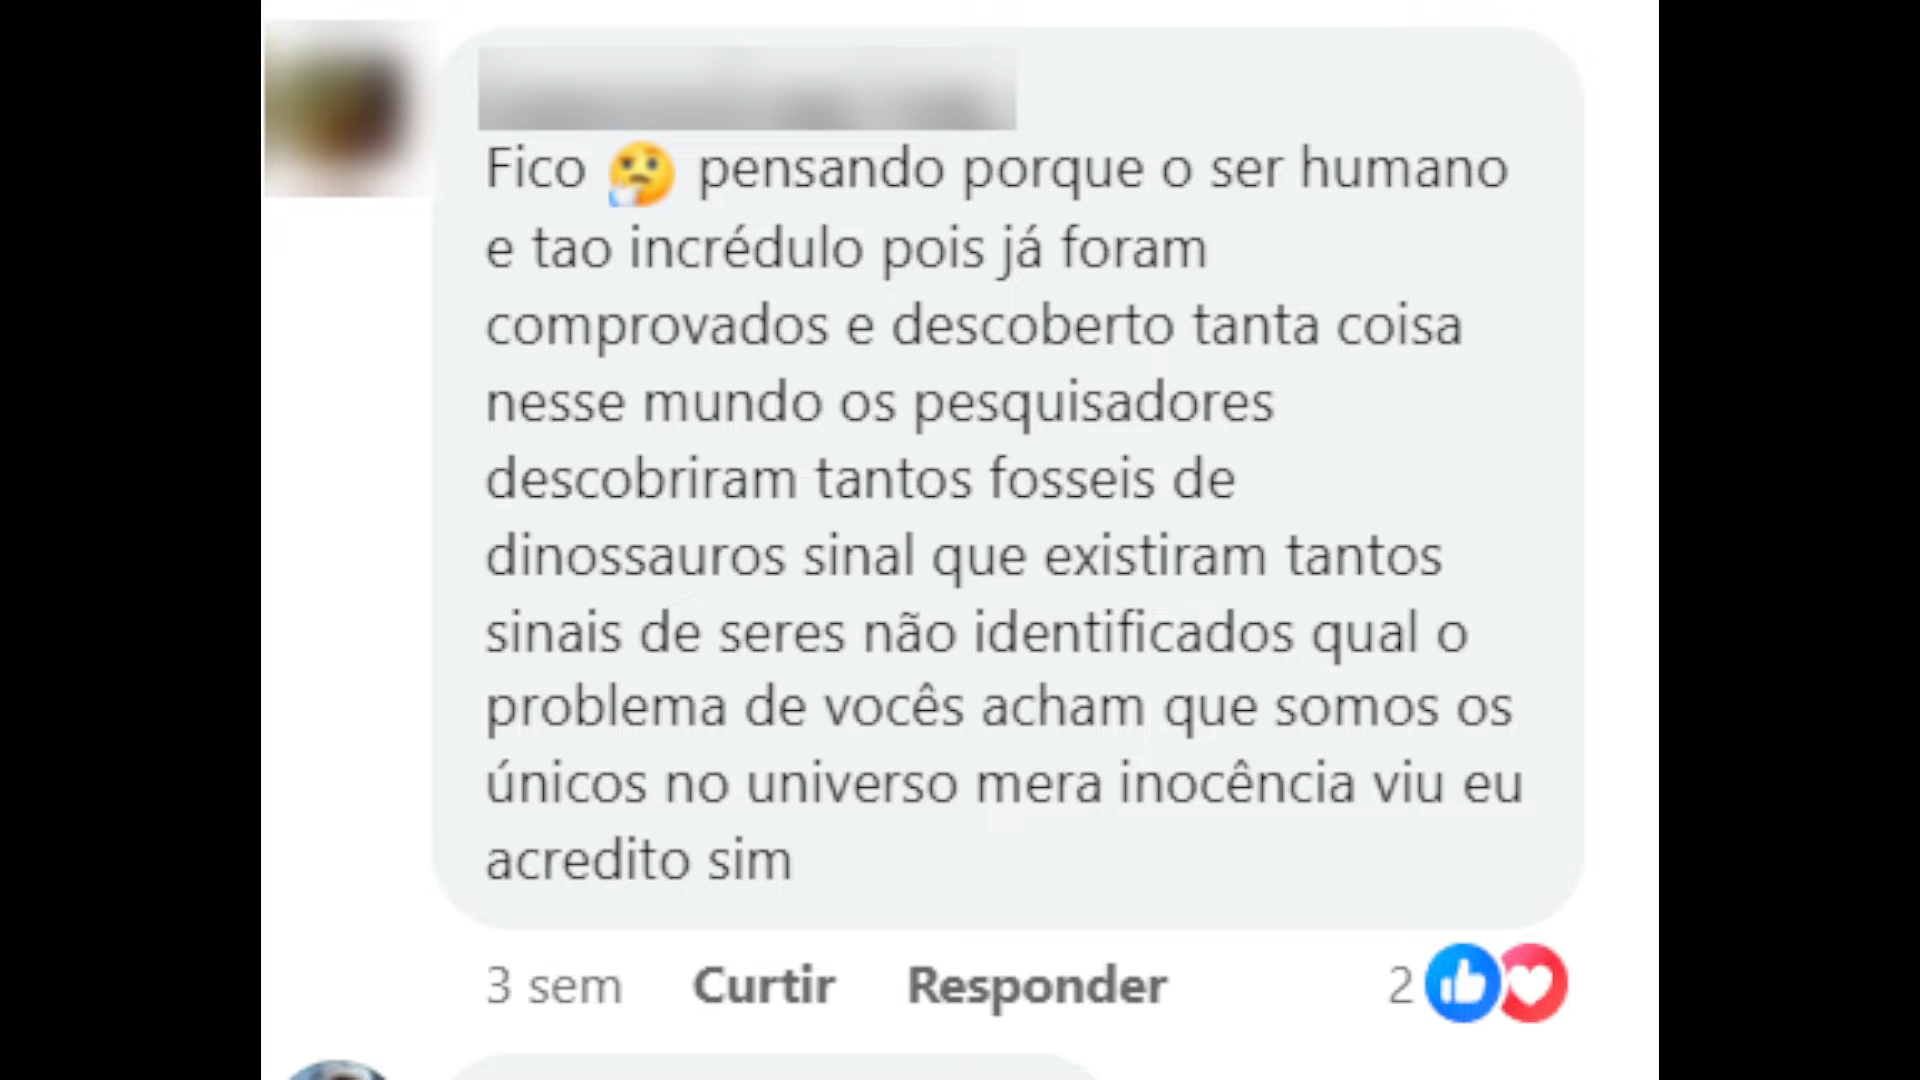 Fico 🤔 pensando porque o ser humano
e tao incrédulo pois já foram
comprovados e descoberto tanta coisa
nesse mundo os pesquisadores
descobriram tantos fosseis de
dinossauros sinal que existiram tantos
sinais de seres não identificados qual o
problema de vocês acham que somos os
únicos no universo mera inocência viu eu
acredito sim
3 sem Curtir Responder 2